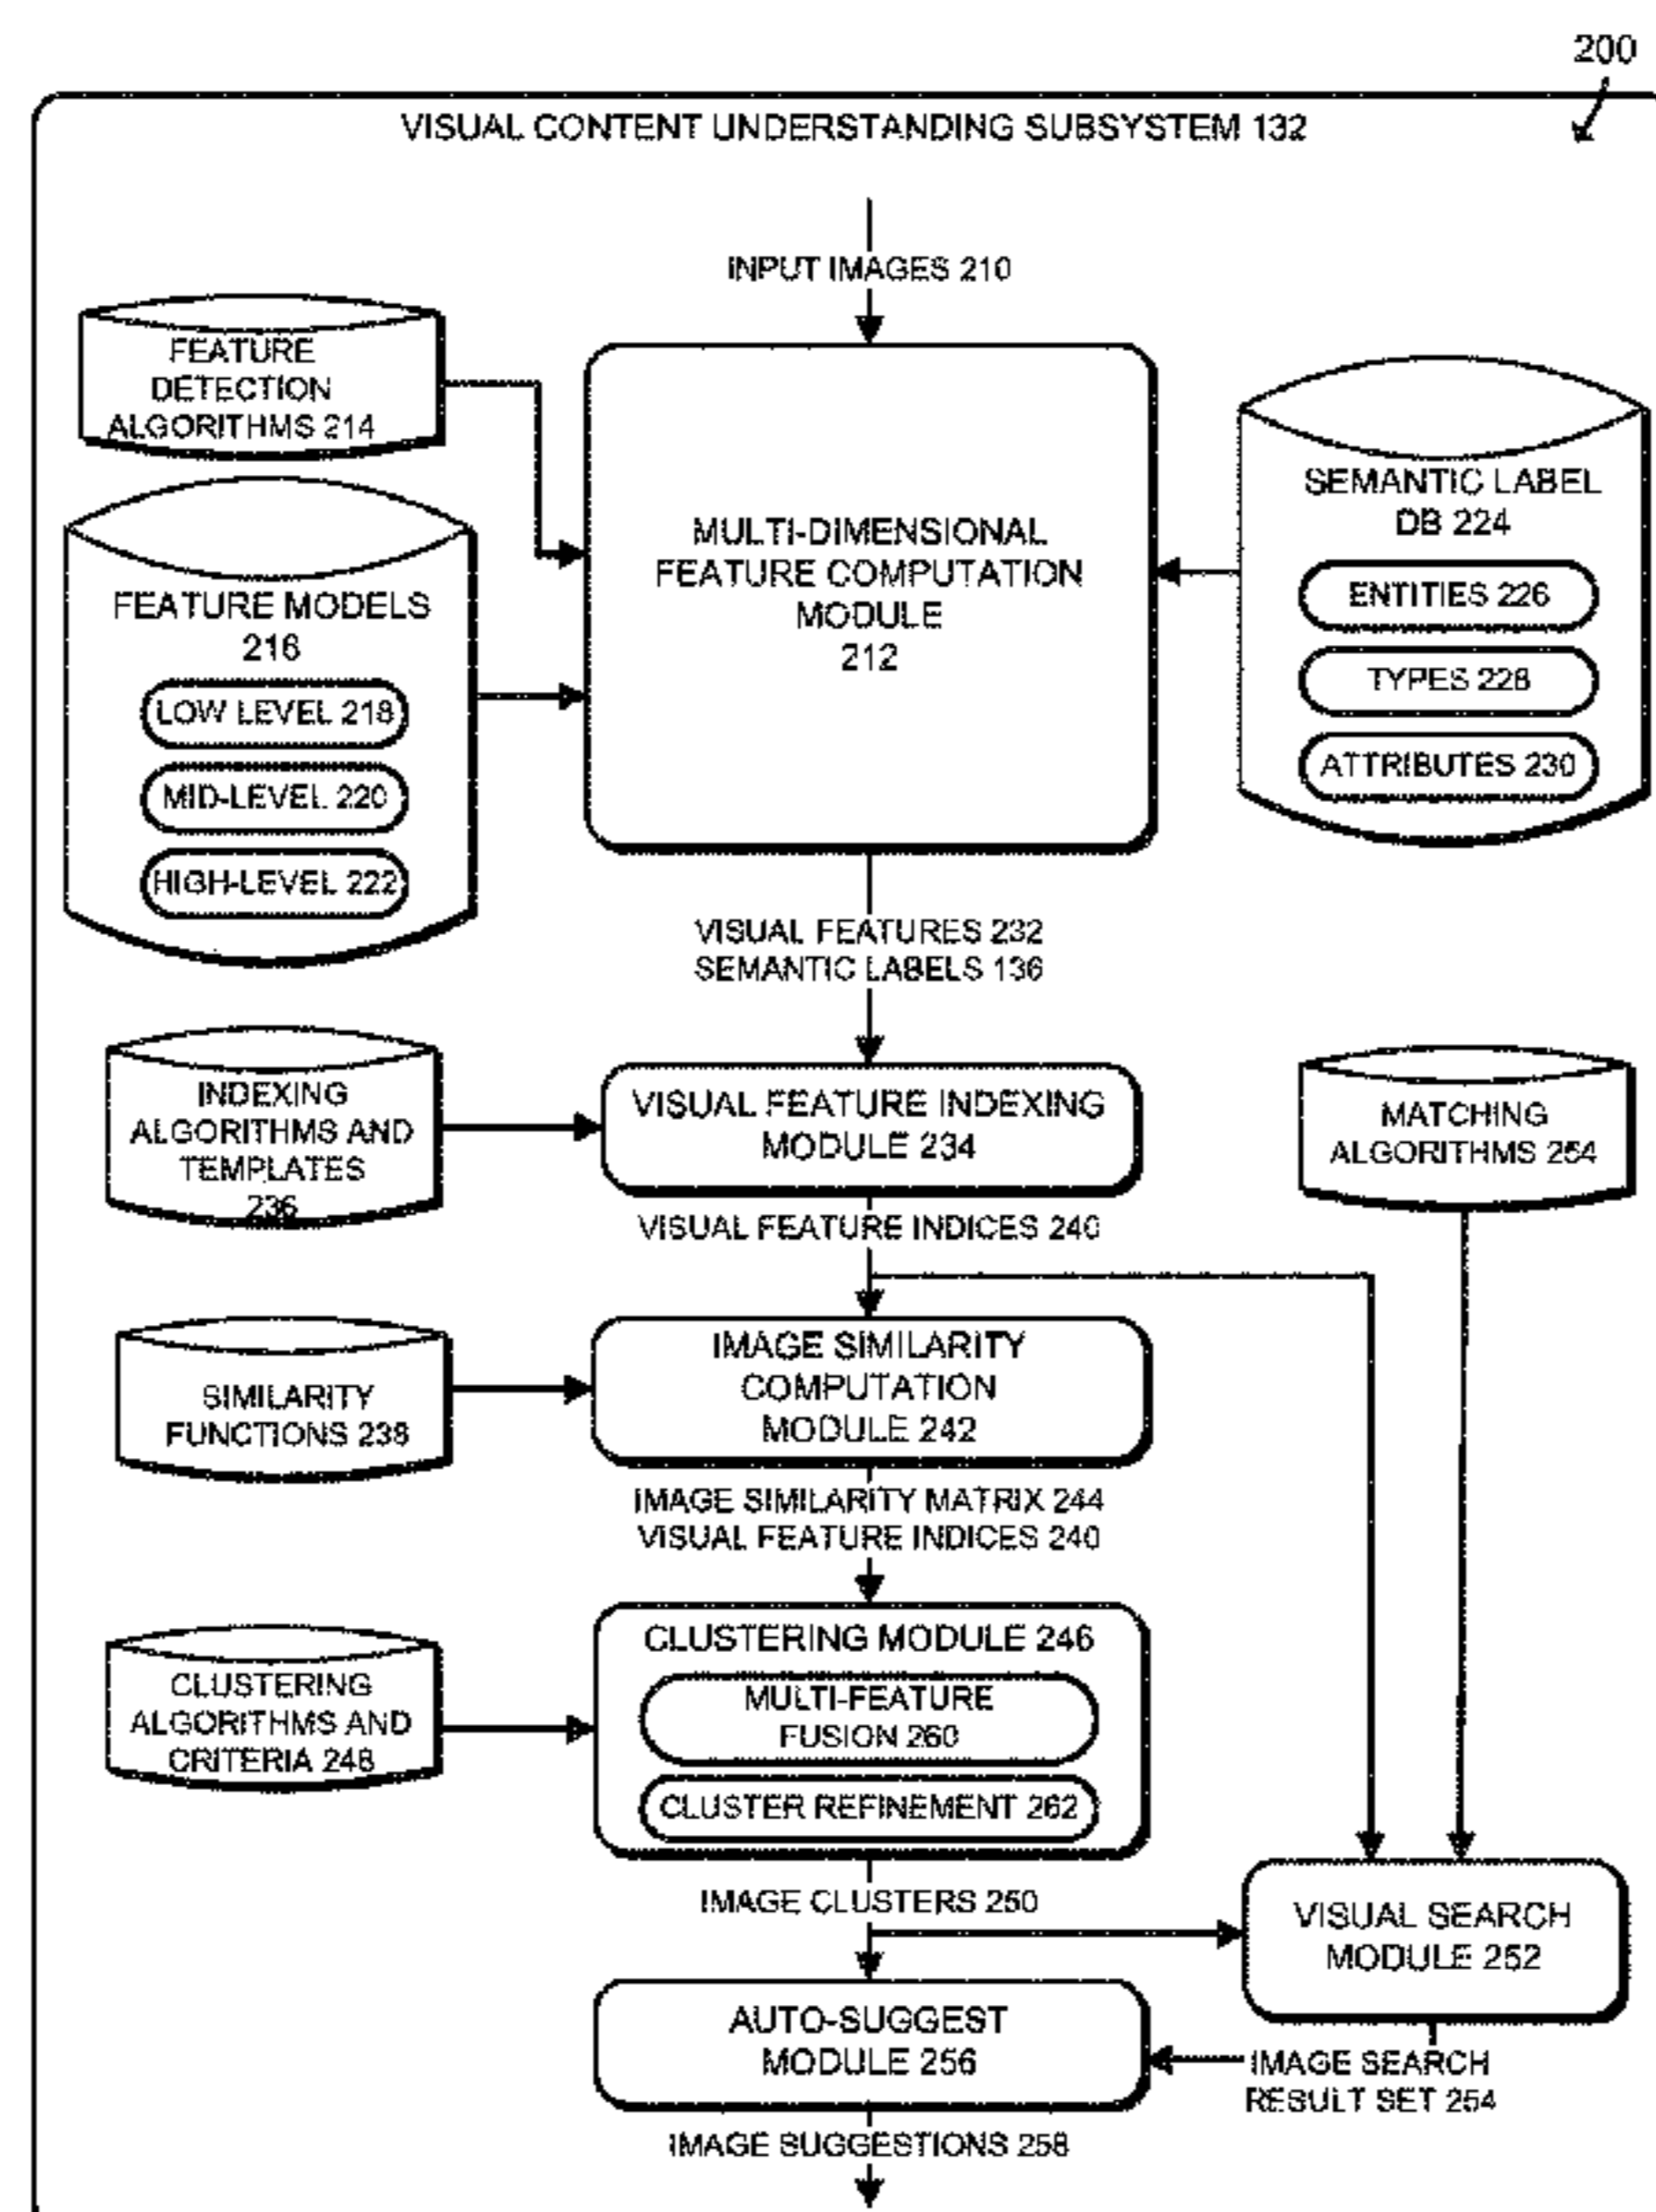 200
VISUAL CONTENT UNDERSTANDING SUBSYSTEM 132
INPUT IMAGES 210
FEATURE
DETECTION
ALGORITHMS 214
MULTI-DIMENSIONAL
FEATURE COMPUTATION
MODULE
212
SEMANTIC LABEL
DB 224
ENTITIES 226
TYPES 228
ATTRIBUTES 230
FEATURE MODELS
216
LOW LEVEL 218
MID-LEVEL 220
HIGH-LEVEL 222
VISUAL FEATURES 232
SEMANTIC LABELS 136
INDEXING
ALGORITHMS AND
TEMPLATES
236
VISUAL FEATURE INDEXING
MODULE 234
MATCHING
ALGORITHMS 254
VISUAL FEATURE INDICES 240
SIMILARITY
FUNCTIONS 238
IMAGE SIMILARITY
COMPUTATION
MODULE 242
IMAGE SIMILARITY MATRIX 244
VISUAL FEATURE INDICES 240
CLUSTERING
ALGORITHMS AND
CRITERIA 248
CLUSTERING MODULE 246
MULTI-FEATURE
FUSION 260
CLUSTER REFINEMENT 262
IMAGE CLUSTERS 250
VISUAL SEARCH
MODULE 252
AUTO-SUGGEST
MODULE 256
IMAGE SEARCH
RESULT SET 254
IMAGE SUGGESTIONS 258